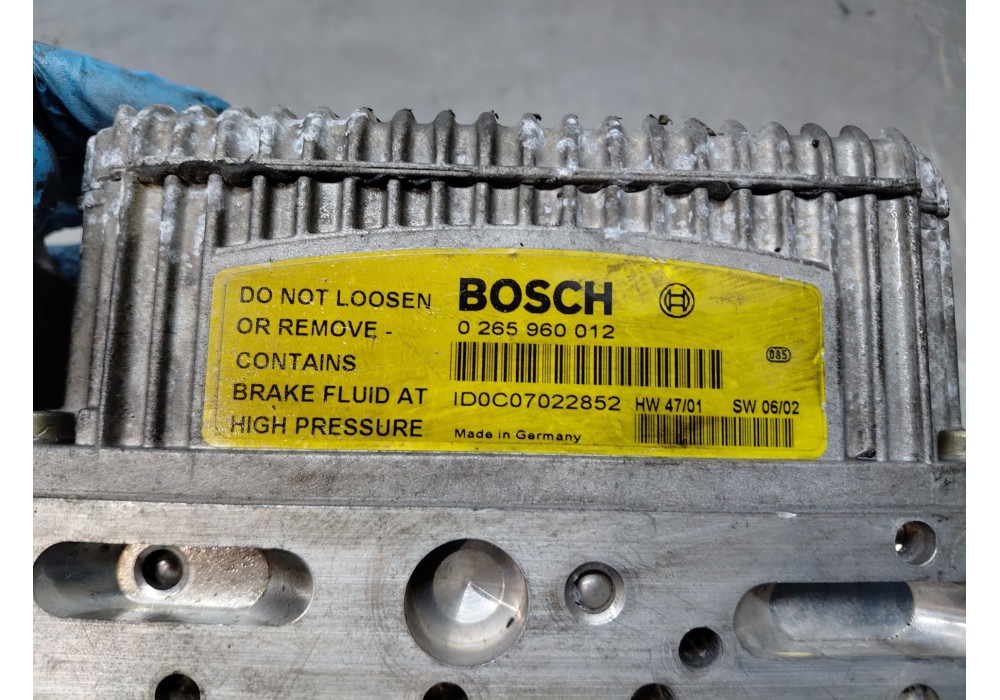 DO NOT LOOSEN
OR REMOVE -
CONTAINS
BRAKE FLUID AT
HIGH PRESSURE
BOSCH
0 265 960 012
085
ID0C07022852 HW 47/01 SW 06/02
Made in Germany